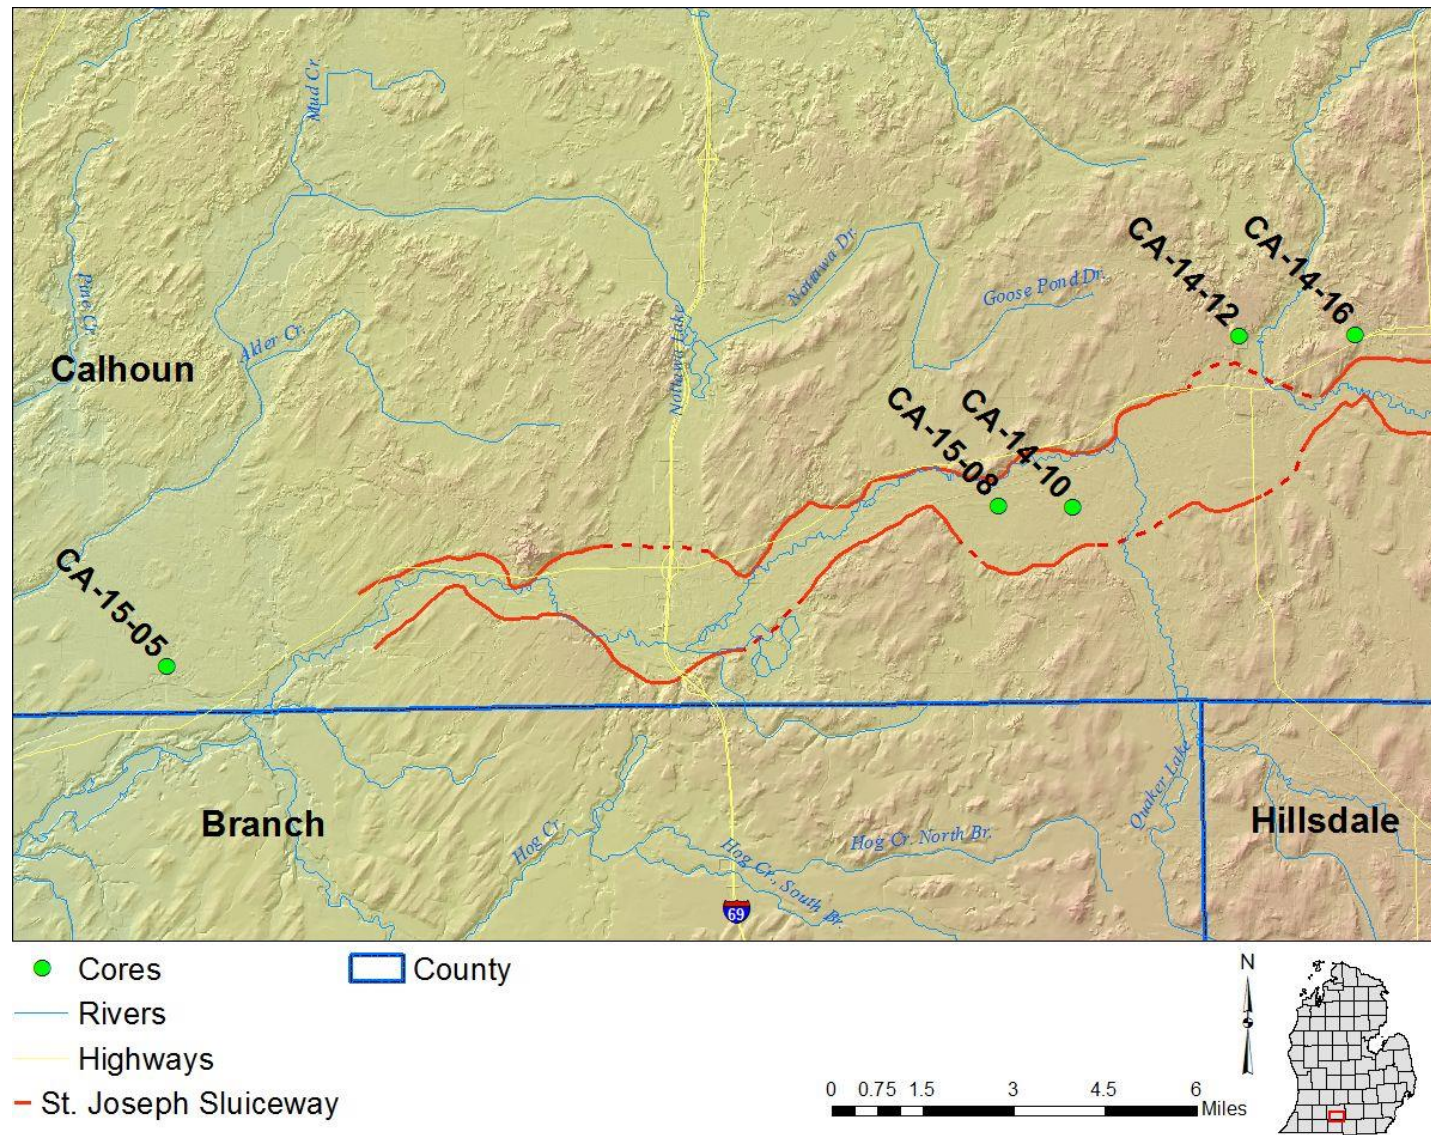 Mud Cr.
Pine Cr.
Alder Cr.
Calhoun
Nottawa Lake
Nottawa Dr.
Goose Pond Dr.
CA-14-12
CA-14-16
CA-15-08
CA-14-10
CA-15-05
Branch
Hog Cr.
Hog Cr. North Br.
Hog Cr., South Br.
69
Quaker Lake
Hillsdale
Cores
County
Rivers
Highways
St. Joseph Sluiceway
N
0 0.75 1.5 3 4.5 6
Miles